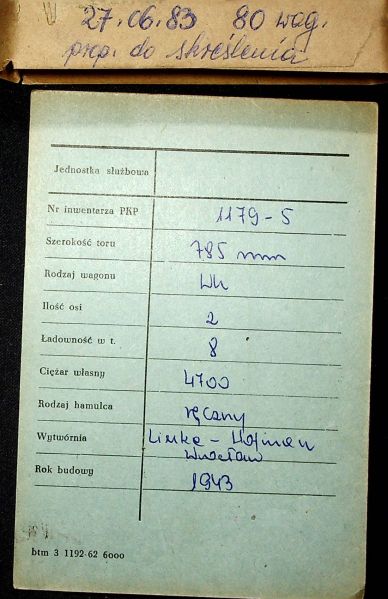 27.06.83 80 wag.
prop. do skreślenia
Jednostka służbowa
Nr inwentarza PKP 1179-5
Szerokość toru 785 mm
Rodzaj wagonu Wh
Ilość osi 2
Ładowność w t. 8
Ciężar własny 4700
Rodzaj hamulca ręczny
Wytwórnia Linke - Hofman
Wrocław
Rok budowy 1943
btm 3 1192-62 6000